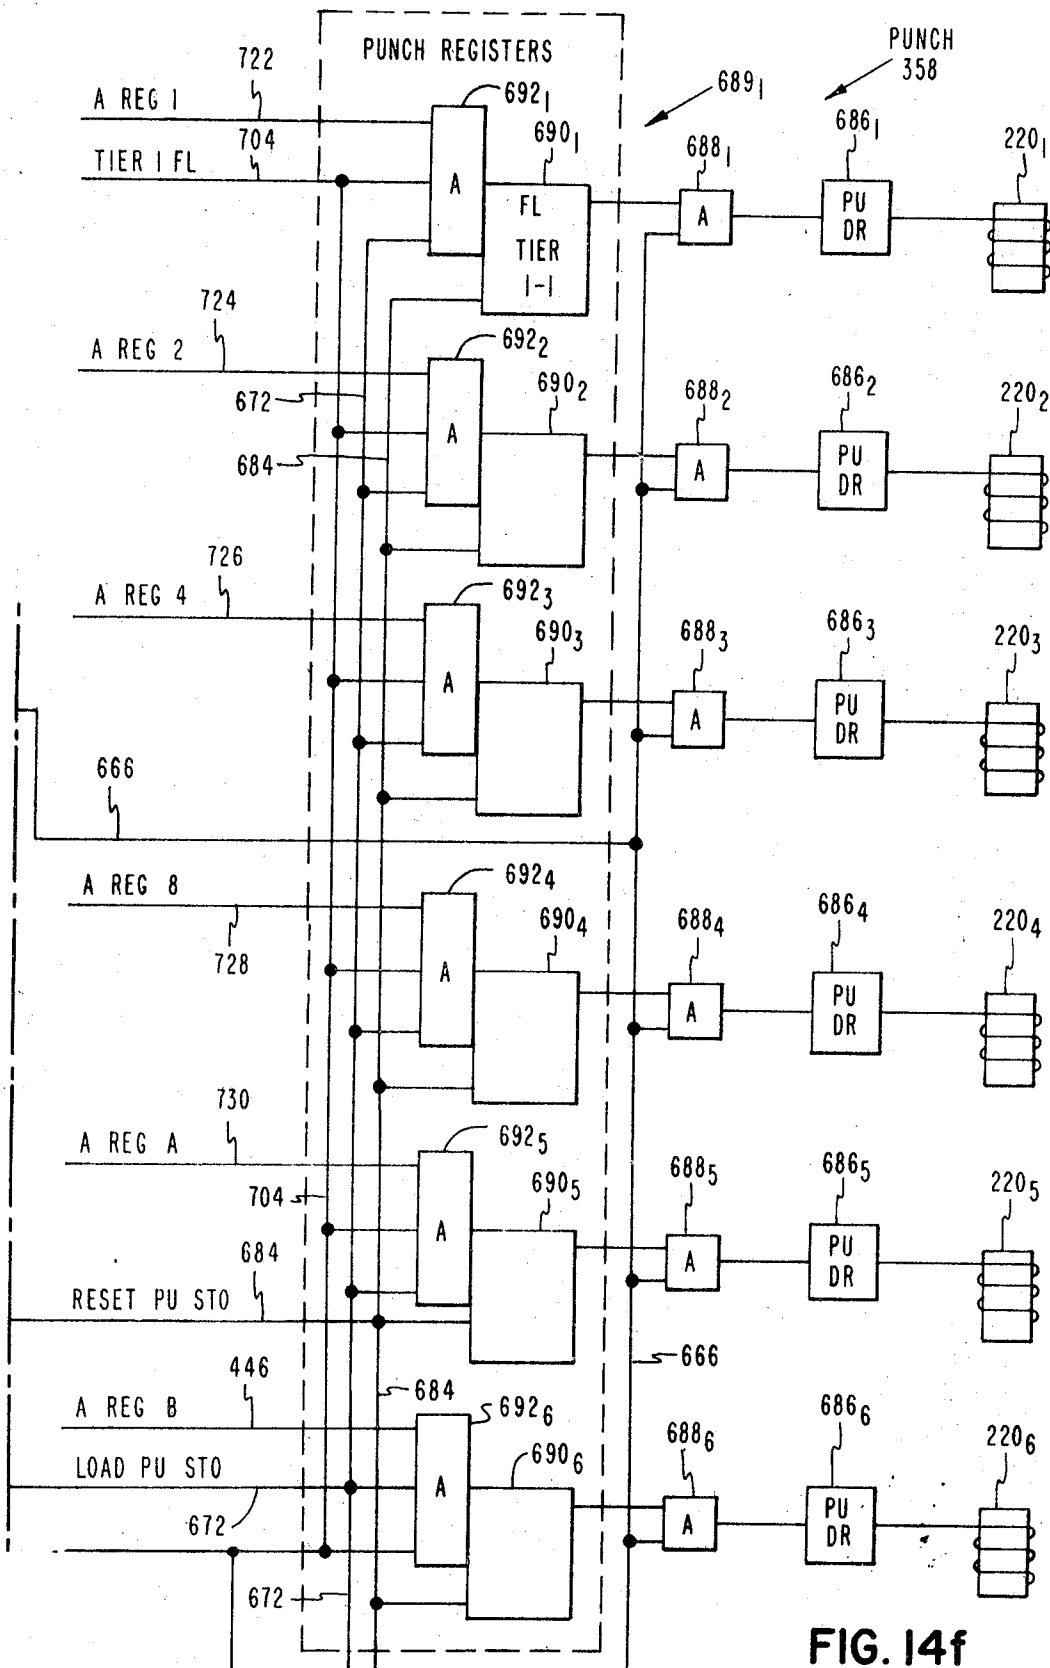 PUNCH REGISTERS
PUNCH
358
722
A REG 1
692₁
689₁
704
TIER 1 FL
690₁
688₁
686₁
220₁
A
FL
TIER
1-1
A
PU
DR
724
A REG 2
692₂
672
690₂
688₂
686₂
220₂
684
A
A
PU
DR
726
A REG 4
692₃
690₃
688₃
686₃
220₃
A
A
PU
DR
666
A REG 8
692₄
728
690₄
688₄
686₄
220₄
A
A
PU
DR
730
A REG A
692₅
704
690₅
688₅
686₅
220₅
A
A
PU
DR
684
RESET PU STO
666
446
684
A REG B
692₆
688₆
686₆
220₆
LOAD PU STO
690₆
A
A
PU
DR
672
672
FIG. 14f